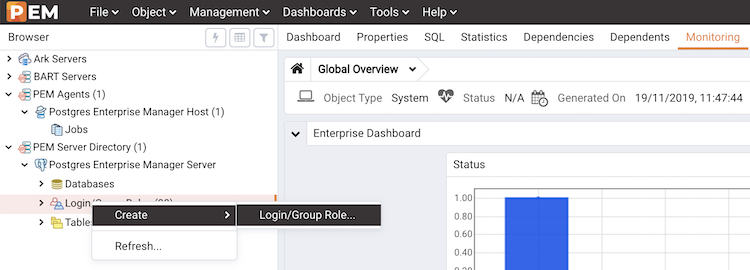 PEM File Object Management Dashboards Tools Help
Browser
Dashboard Properties SQL Statistics Dependencies Dependents Monitoring
Ark Servers
BART Servers
PEM Agents (1)
Postgres Enterprise Manager Host (1)
Jobs
PEM Server Directory (1)
Postgres Enterprise Manager Server
Databases
Login/Group Roles
Table
Create
Login/Group Role...
Refresh...
Global Overview
Object Type System Status N/A Generated On 19/11/2019, 11:47:44
Enterprise Dashboard
Status
1.00
0.80
0.60
0.40
0.20